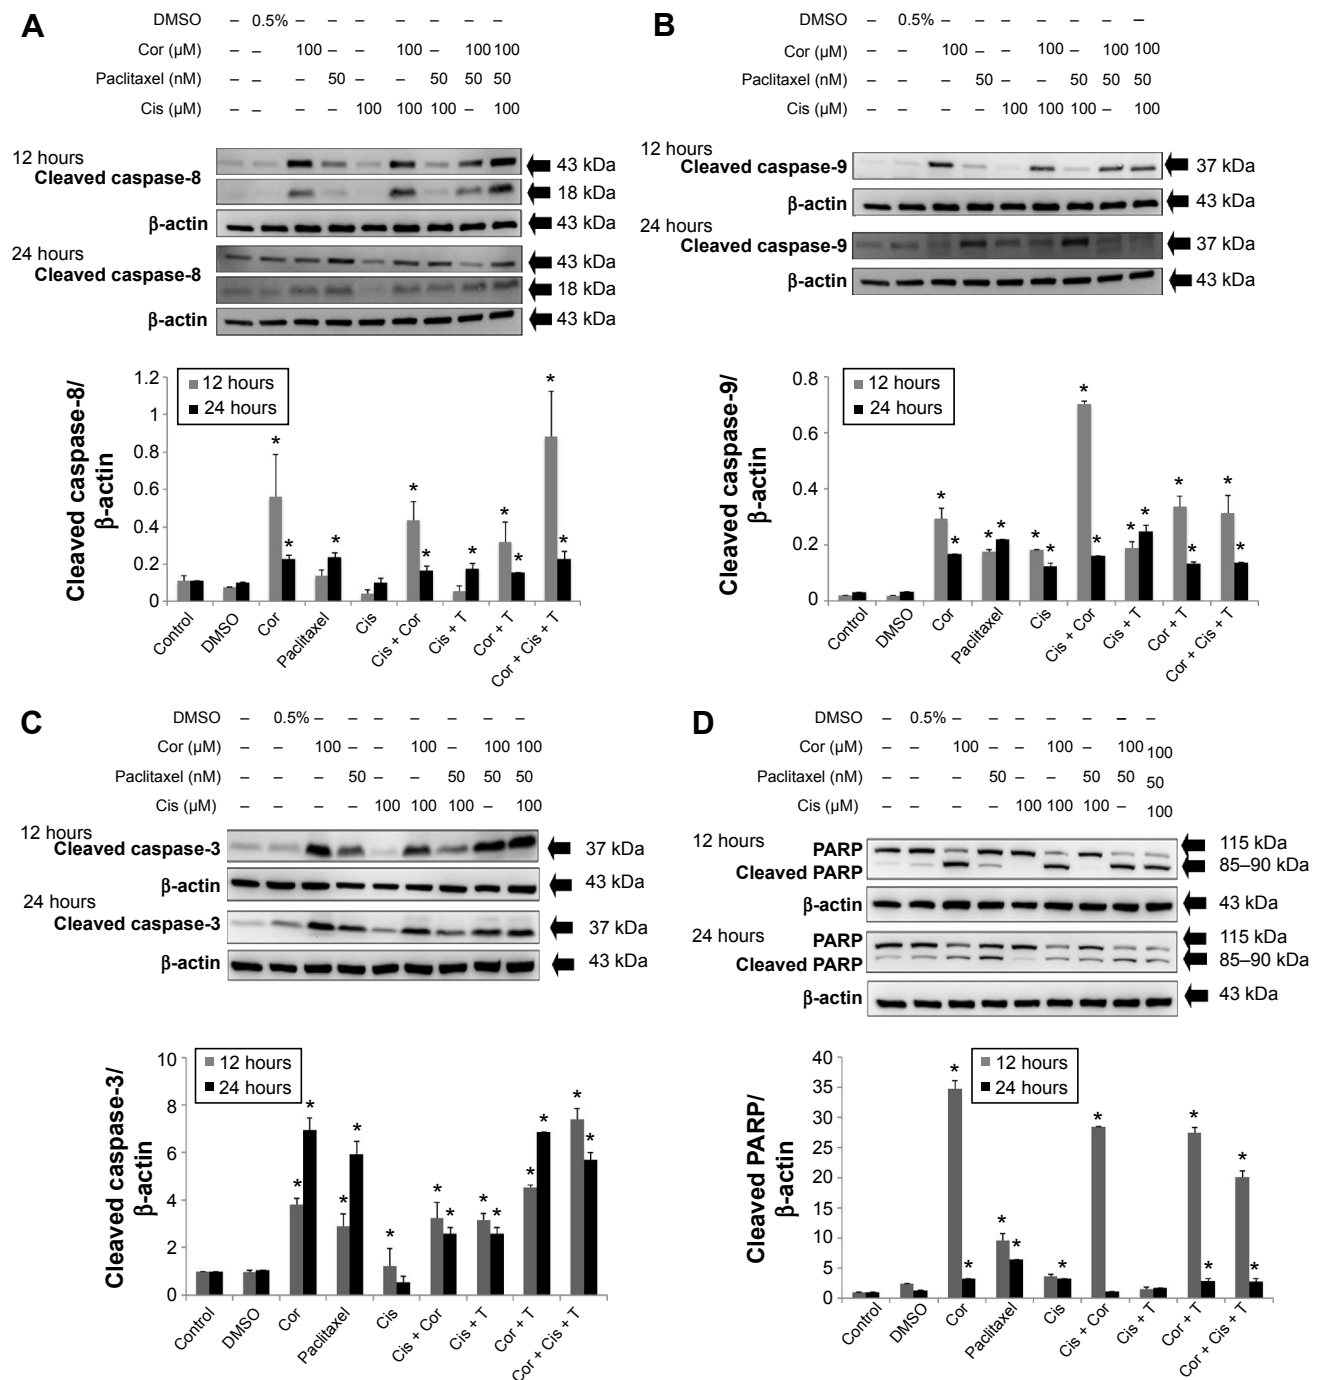 A
DMSO – 0.5% – – – – – – –
Cor (µM) – – 100 – – 100 – 100 100
Paclitaxel (nM) – – – 50 – – 50 50 50
Cis (µM) – – – – 100 100 100 – 100
12 hours
Cleaved caspase-8
43 kDa
18 kDa
β-actin
43 kDa
24 hours
Cleaved caspase-8
43 kDa
18 kDa
β-actin
43 kDa
Cleaved caspase-8/
β-actin
1.2
1
0.8
0.6
0.4
0.2
0
12 hours
24 hours
* * * * * * * * * * *
Control
DMSO
Cor
Paclitaxel
Cis
Cis + Cor
Cis + T
Cor + T
Cor + Cis + T
B
DMSO – 0.5% – – – – – – –
Cor (µM) – – 100 – – 100 – 100 100
Paclitaxel (nM) – – – 50 – – 50 50 50
Cis (µM) – – – – 100 100 100 – 100
12 hours
Cleaved caspase-9
37 kDa
β-actin
43 kDa
24 hours
Cleaved caspase-9
37 kDa
β-actin
43 kDa
Cleaved caspase-9/
β-actin
0.8
0.6
0.4
0.2
0
12 hours
24 hours
* * * * * * * * * * * * * *
Control
DMSO
Cor
Paclitaxel
Cis
Cis + Cor
Cis + T
Cor + T
Cor + Cis + T
C
DMSO – 0.5% – – – – – – –
Cor (µM) – – 100 – – 100 – 100 100
Paclitaxel (nM) – – – 50 – – 50 50 50
Cis (µM) – – – – 100 100 100 – 100
12 hours
Cleaved caspase-3
37 kDa
β-actin
43 kDa
24 hours
Cleaved caspase-3
37 kDa
β-actin
43 kDa
Cleaved caspase-3/
β-actin
10
8
6
4
2
0
12 hours
24 hours
* * * * * * * * * * * * *
Control
DMSO
Cor
Paclitaxel
Cis
Cis + Cor
Cis + T
Cor + T
Cor + Cis + T
D
DMSO – 0.5% – – – – – – –
Cor (µM) – – 100 – – 100 – 100 100
Paclitaxel (nM) – – – 50 – – 50 50 50
Cis (µM) – – – – 100 100 100 – 100
12 hours
PARP
115 kDa
Cleaved PARP
85–90 kDa
β-actin
43 kDa
24 hours
PARP
115 kDa
Cleaved PARP
85–90 kDa
β-actin
43 kDa
Cleaved PARP/
β-actin
40
35
30
25
20
15
10
5
0
12 hours
24 hours
* * * * * * * * * *
Control
DMSO
Cor
Paclitaxel
Cis
Cis + Cor
Cis + T
Cor + T
Cor + Cis + T